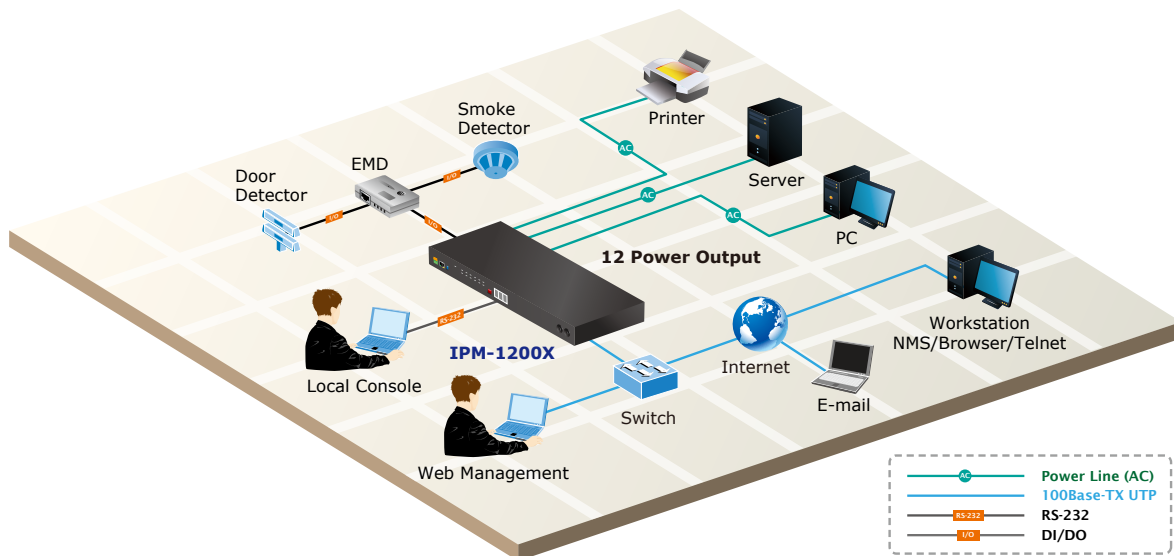 Smoke
Detector
EMD
Door
Detector
I/O
I/O
I/O
Printer
AC
AC
AC
Server
PC
12 Power Output
RS-232
IPM-1200X
Local Console
Web Management
Switch
Internet
E-mail
Workstation
NMS/Browser/Telnet
AC
Power Line (AC)
100Base-TX UTP
RS-232
RS-232
I/O
DI/DO